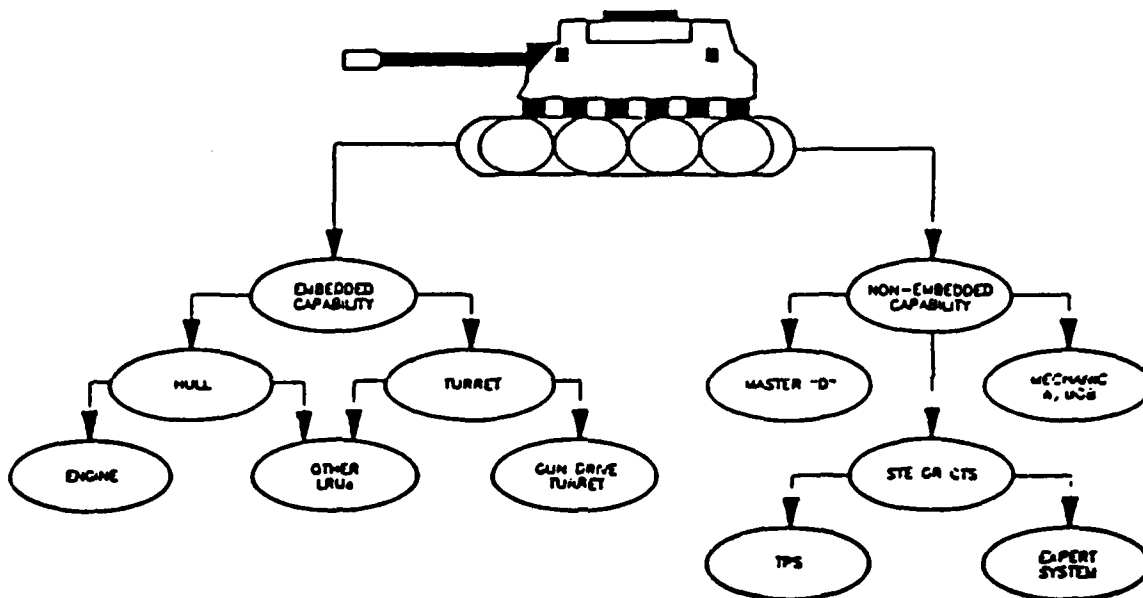 EMBEDDED
CAPABILITY
NON-EMBEDDED
CAPABILITY
HULL
TURRET
MASTER "D"
MECHANIC
ENGINE
OTHER
LRUs
GUN DRIVE
TURRET
STE OR CTS
TPS
EXPERT
SYSTEM